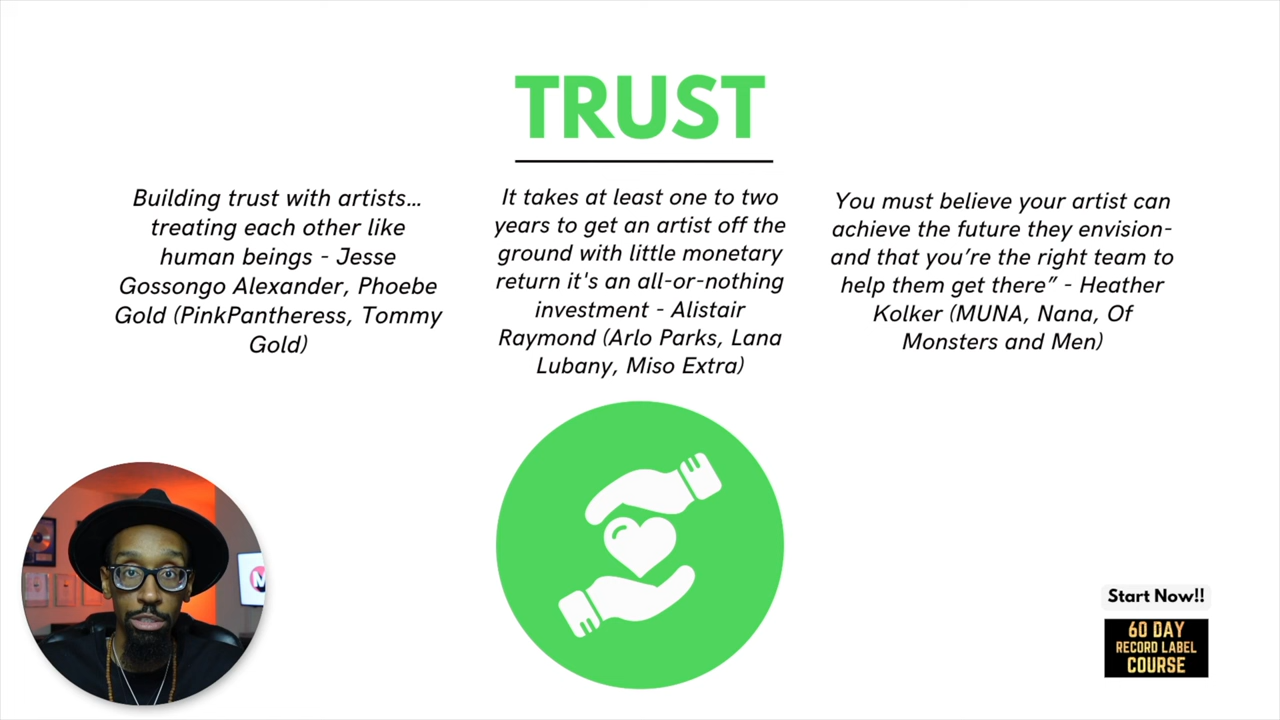 TRUST
Building trust with artists...
treating each other like
human beings - Jesse
Gossongo Alexander, Phoebe
Gold (PinkPantheress, Tommy
Gold)
It takes at least one to two
years to get an artist off the
ground with little monetary
return it's an all-or-nothing
investment - Alistair
Raymond (Arlo Parks, Lana
Lubany, Miso Extra)
You must believe your artist can
achieve the future they envision-
and that you’re the right team to
help them get there” - Heather
Kolker (MUNA, Nana, Of
Monsters and Men)
M
Start Now!!
60 DAY
RECORD LABEL
COURSE